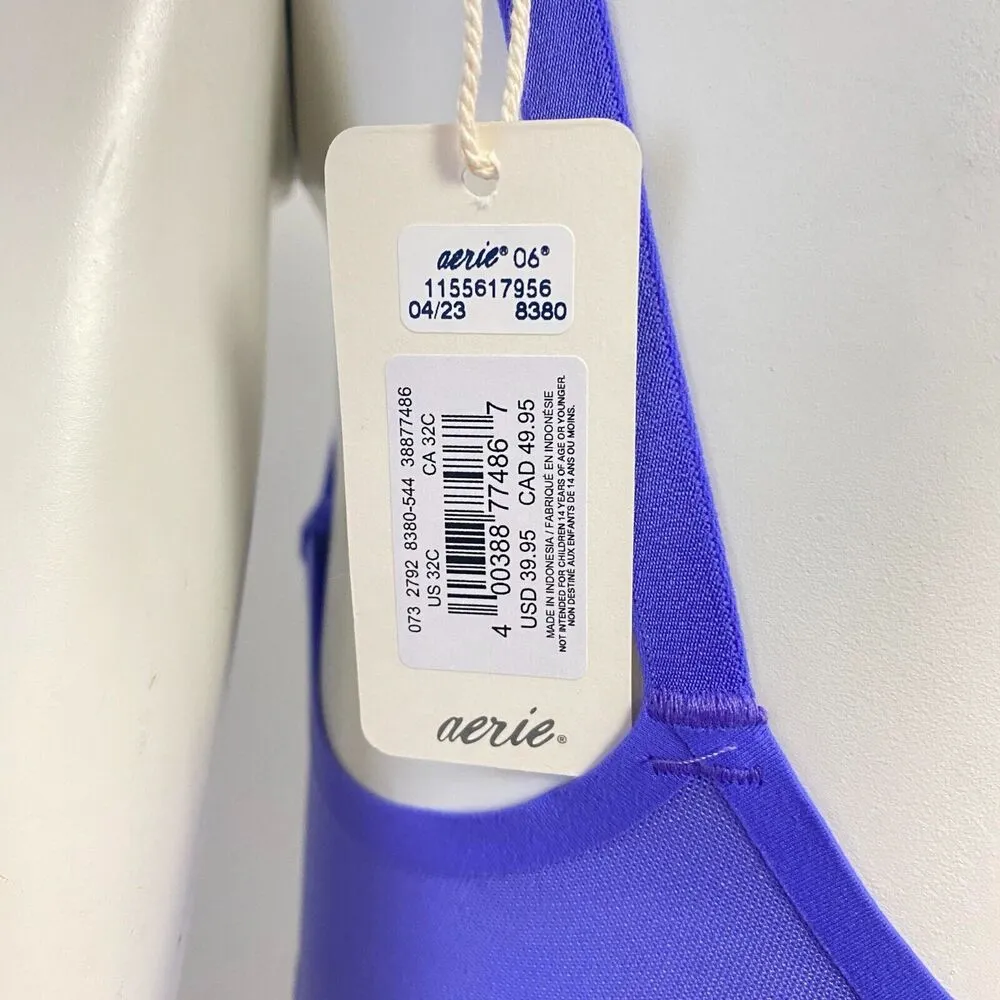 aerie® 06®
1155617956
04/23 8380
073 2792 8380-544 38877486
US 32C CA 32C
4 00388 77486 7
USD 39.95 CAD 49.95
MADE IN INDONESIA / FABRIQUÉ EN INDONÉSIE
NOT INTENDED FOR CHILDREN 14 YEARS OF AGE OR YOUNGER.
NON DESTINÉ AUX ENFANTS DE 14 ANS OU MOINS.
aerie®